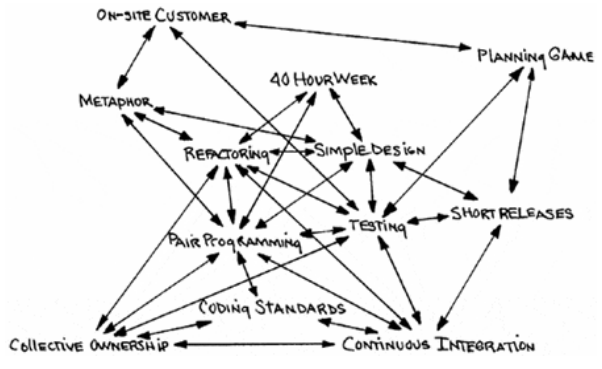 ON-SITE CUSTOMER
PLANNING GAME
40 HOUR WEEK
METAPHOR
REFACTORING
SIMPLE DESIGN
SHORT RELEASES
TESTING
PAIR PROGRAMMING
CODING STANDARDS
COLLECTIVE OWNERSHIP
CONTINUOUS INTEGRATION